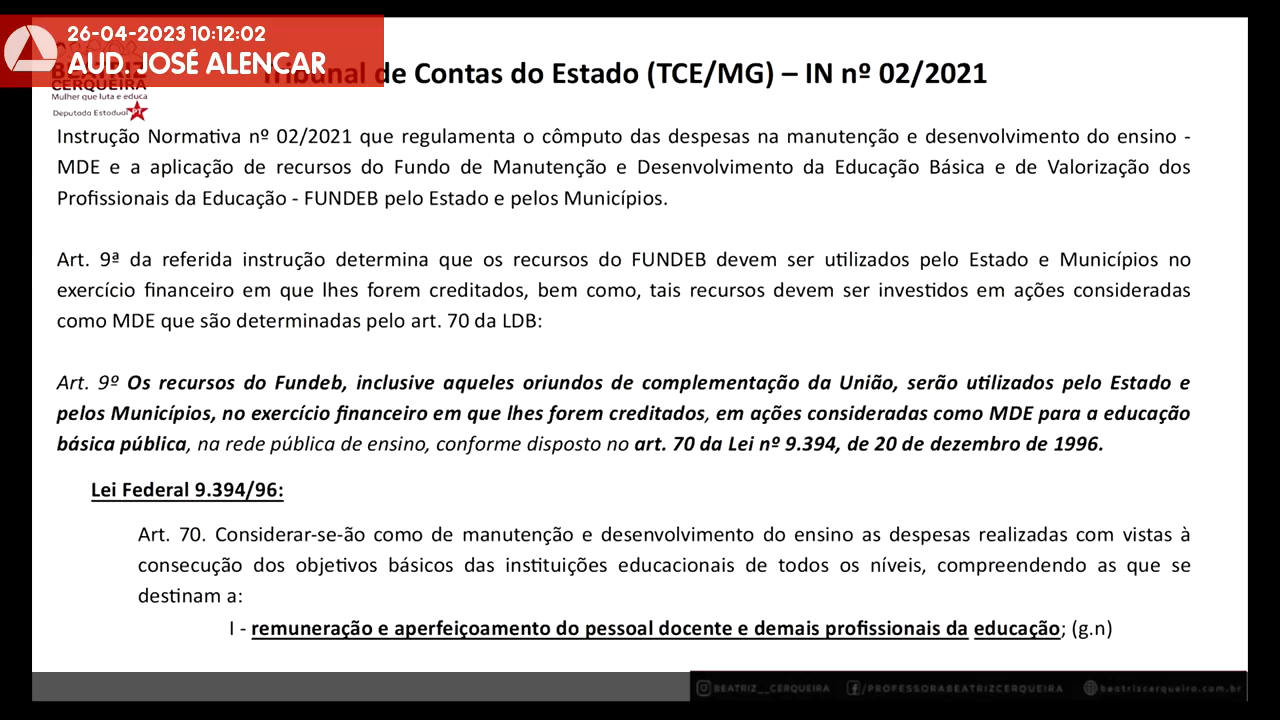 26-04-2023 10:12:02
AUD. JOSÉ ALENCAR
CERQUEIRA
Mulher que luta e educa
Deputada Estadual PT
Tribunal de Contas do Estado (TCE/MG) – IN nº 02/2021
Instrução Normativa nº 02/2021 que regulamenta o cômputo das despesas na manutenção e desenvolvimento do ensino -
MDE e a aplicação de recursos do Fundo de Manutenção e Desenvolvimento da Educação Básica e de Valorização dos
Profissionais da Educação - FUNDEB pelo Estado e pelos Municípios.
Art. 9ª da referida instrução determina que os recursos do FUNDEB devem ser utilizados pelo Estado e Municípios no
exercício financeiro em que lhes forem creditados, bem como, tais recursos devem ser investidos em ações consideradas
como MDE que são determinadas pelo art. 70 da LDB:
Art. 9º Os recursos do Fundeb, inclusive aqueles oriundos de complementação da União, serão utilizados pelo Estado e
pelos Municípios, no exercício financeiro em que lhes forem creditados, em ações consideradas como MDE para a educação
básica pública, na rede pública de ensino, conforme disposto no art. 70 da Lei nº 9.394, de 20 de dezembro de 1996.
Lei Federal 9.394/96:
Art. 70. Considerar-se-ão como de manutenção e desenvolvimento do ensino as despesas realizadas com vistas à
consecução dos objetivos básicos das instituições educacionais de todos os níveis, compreendendo as que se
destinam a:
I - remuneração e aperfeiçoamento do pessoal docente e demais profissionais da educação; (g.n)
BEATRIZ__CERQUEIRA /PROFESSORABEATRIZCERQUEIRA beatrizcerqueira.com.br